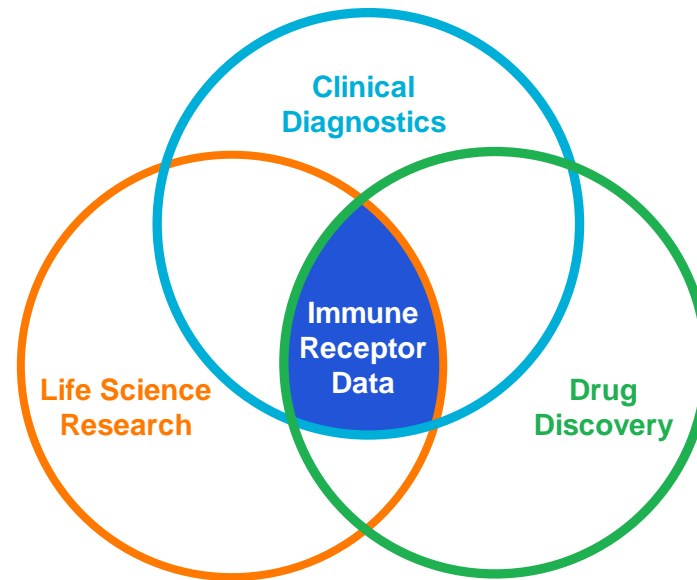 Clinical
Diagnostics
Immune
Receptor
Data
Life Science
Research
Drug
Discovery